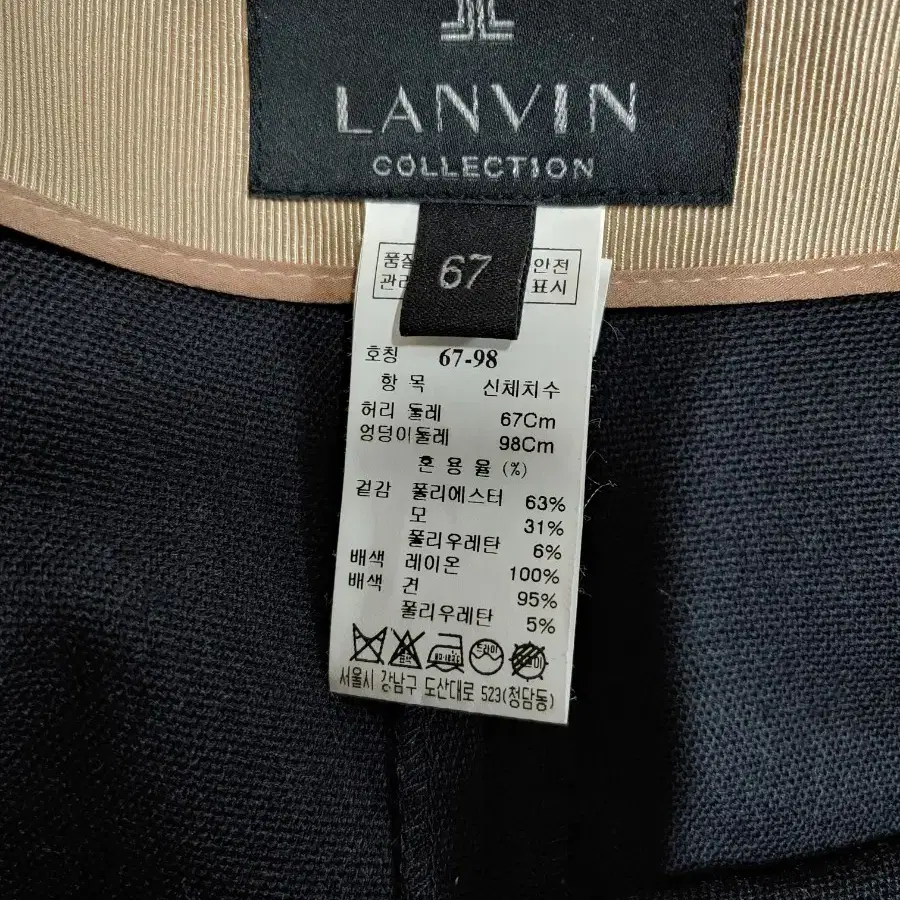 LANVIN
COLLECTION
67
품질 안전
관리 표시
호칭 67-98
항 목 신체치수
허리 둘레 67Cm
엉덩이둘레 98Cm
혼 용 율 (%)
겉감 폴리에스터 63%
모 31%
폴리우레탄 6%
배색 레이온 100%
배색 견 95%
폴리우레탄 5%
드라이
서울시 강남구 도산대로 523(청담동)